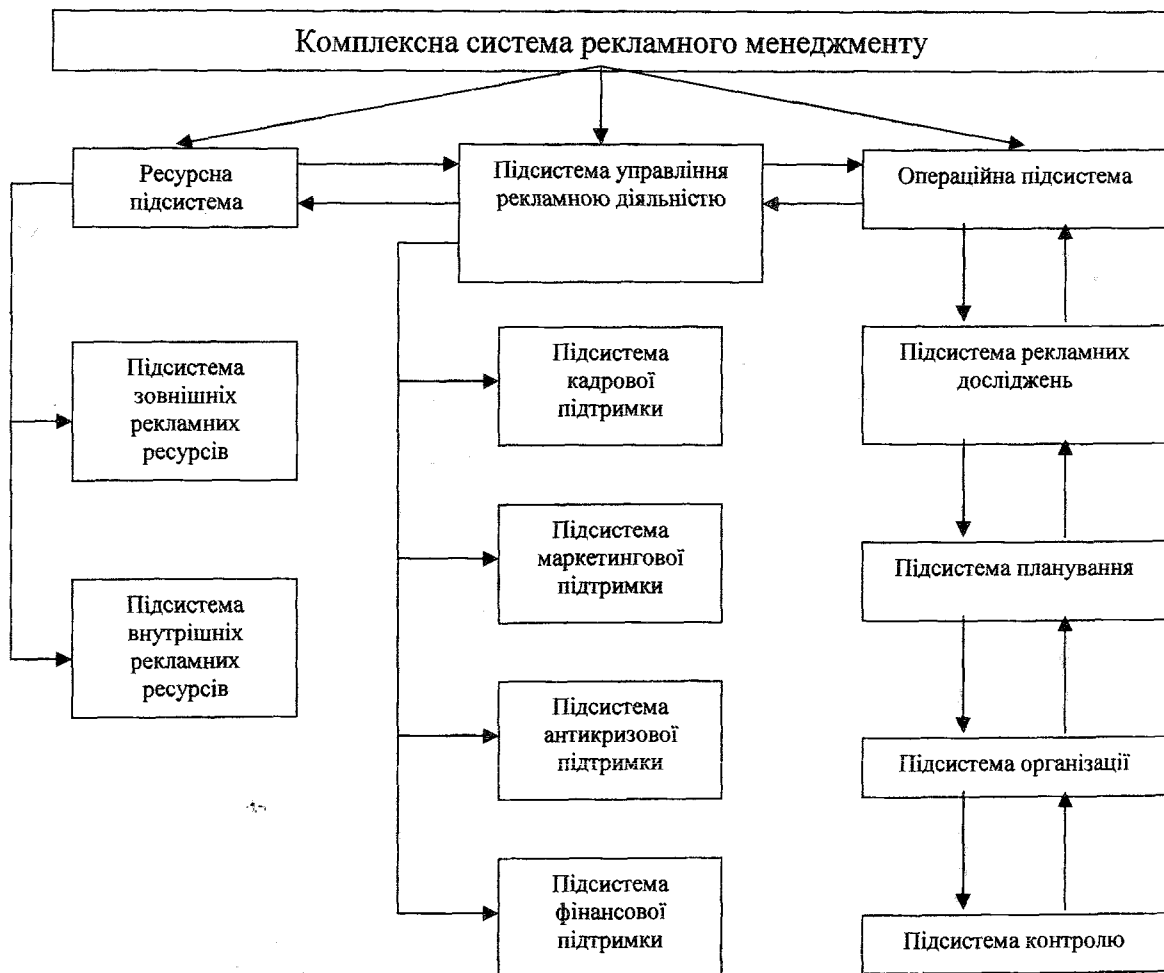 Комплексна система рекламного менеджменту
Ресурсна
підсистема
Підсистема управління
рекламною діяльністю
Операційна підсистема
Підсистема
зовнішніх
рекламних
ресурсів
Підсистема
внутрішніх
рекламних
ресурсів
Підсистема
кадрової
підтримки
Підсистема
маркетингової
підтримки
Підсистема
антикризової
підтримки
Підсистема
фінансової
підтримки
Підсистема рекламних
досліджень
Підсистема планування
Підсистема організації
Підсистема контролю